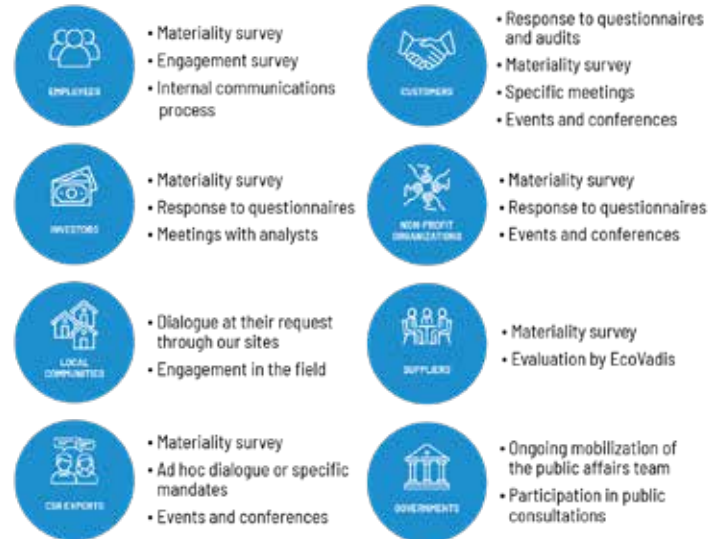 EMPLOYEES
• Materiality survey
• Engagement survey
• Internal communications
process
CUSTOMERS
• Response to questionnaires
and audits
• Materiality survey
• Specific meetings
• Events and conferences
INVESTORS
• Materiality survey
• Response to questionnaires
• Meetings with analysts
NON-PROFIT
ORGANIZATIONS
• Materiality survey
• Response to questionnaires
• Events and conferences
LOCAL
COMMUNITIES
• Dialogue at their request
through our sites
• Engagement in the field
SUPPLIERS
• Materiality survey
• Evaluation by EcoVadis
CSR EXPERTS
• Materiality survey
• Ad hoc dialogue or specific
mandates
• Events and conferences
GOVERNMENTS
• Ongoing mobilization of
the public affairs team
• Participation in public
consultations